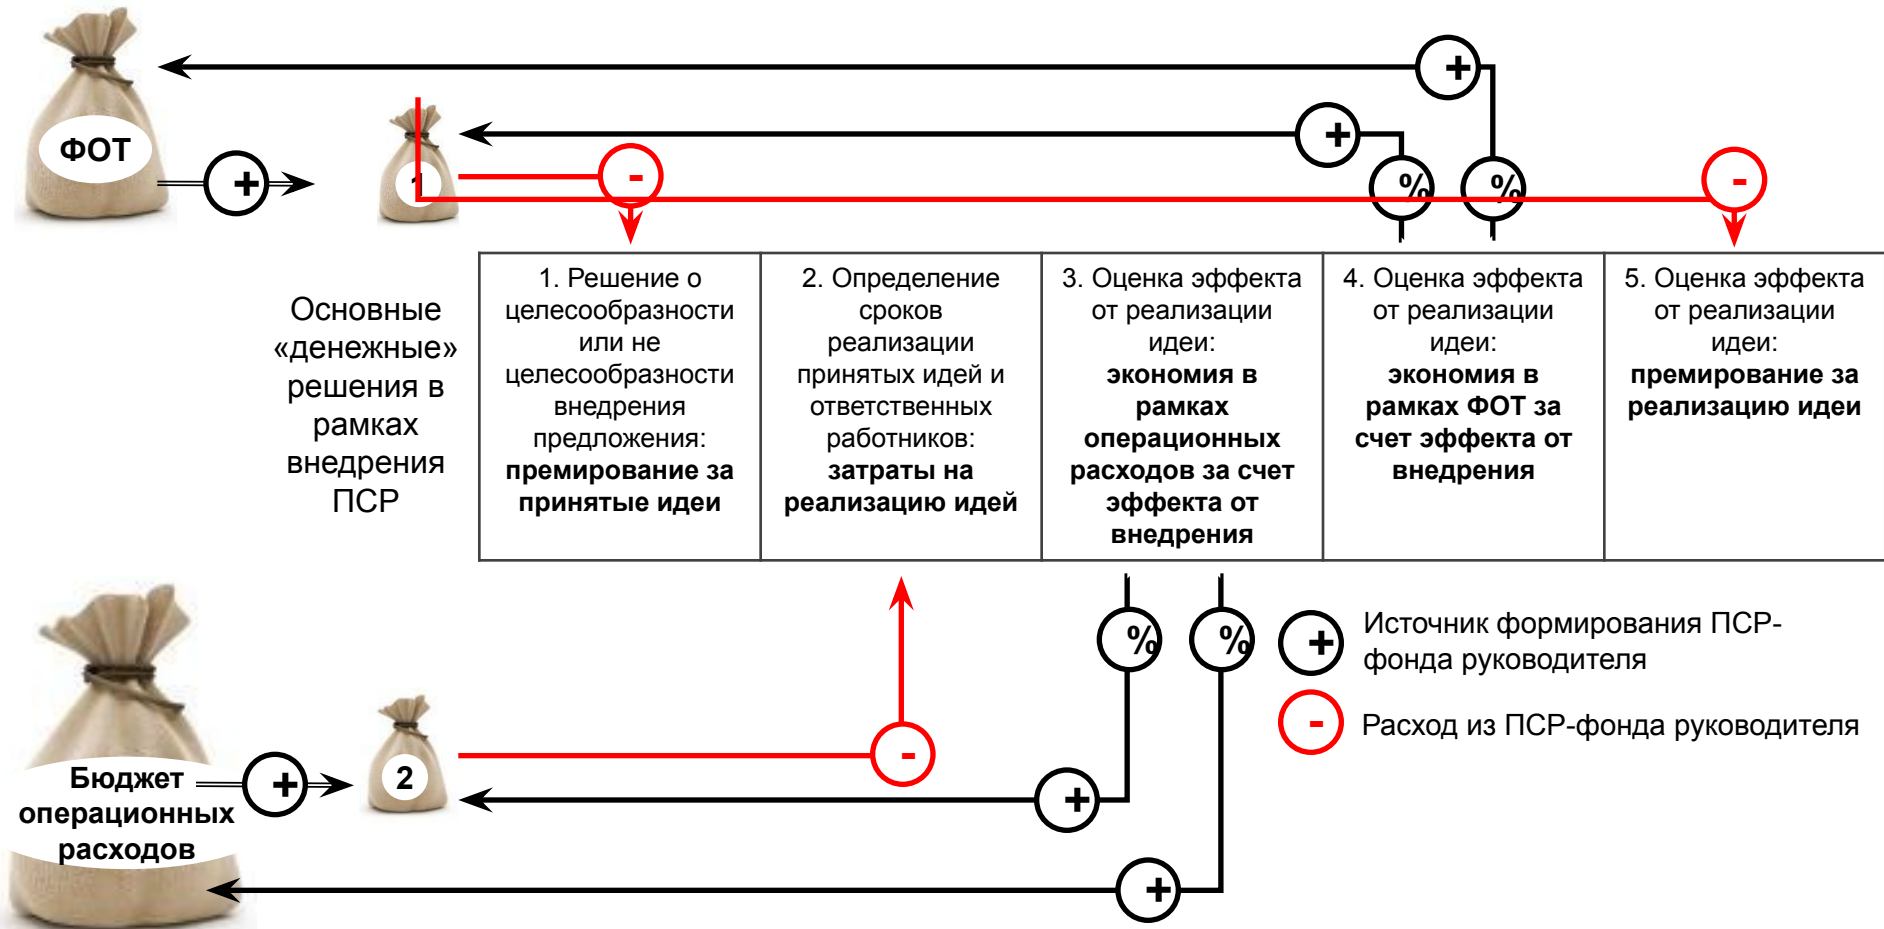 +
+
ФОТ
+
1
-
%
%
-
Основные
«денежные»
решения в
рамках
внедрения
ПСР
1. Решение о
целесообразности
или не
целесообразности
внедрения
предложения:
премирование за
принятые идеи
2. Определение
сроков
реализации
принятых идей и
ответственных
работников:
затраты на
реализацию идей
3. Оценка эффекта
от реализации
идеи:
экономия в
рамках
операционных
расходов за счет
эффекта от
внедрения
4. Оценка эффекта
от реализации
идеи:
экономия в
рамках ФОТ за
счет эффекта от
внедрения
5. Оценка эффекта
от реализации
идеи:
премирование за
реализацию идеи
%
%
+
Источник формирования ПСР-
фонда руководителя
-
Расход из ПСР-фонда руководителя
-
Бюджет
операционных
расходов
+
2
+
+